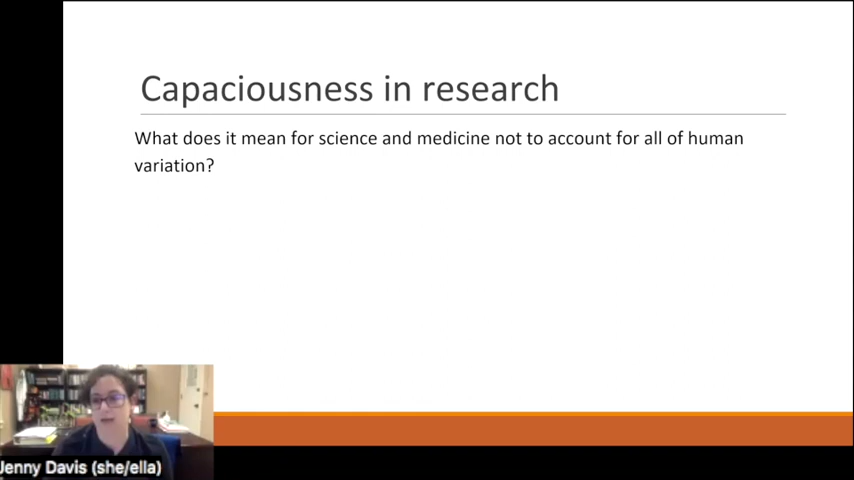 Capaciousness in research
What does it mean for science and medicine not to account for all of human
variation?
Jenny Davis (she/ella)